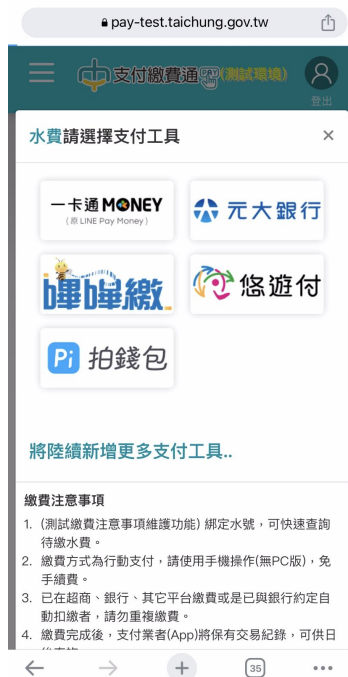 pay-test.taichung.gov.tw
支付繳費通(測試環境)
登出
水費請選擇支付工具 ×
一卡通 MONEY
(原 LINE Pay Money)
元大銀行
嗶嗶繳
悠遊付
Pi 拍錢包
將陸續新增更多支付工具..
繳費注意事項
1. (測試繳費注意事項維護功能) 綁定水號,可快速查詢
待繳水費。
2. 繳費方式為行動支付,請使用手機操作(無PC版),免
手續費。
3. 已在超商、銀行、其它平台繳費或是已與銀行約定自
動扣繳者,請勿重複繳費。
4. 繳費完成後,支付業者(App)將保有交易紀錄,可供日
35